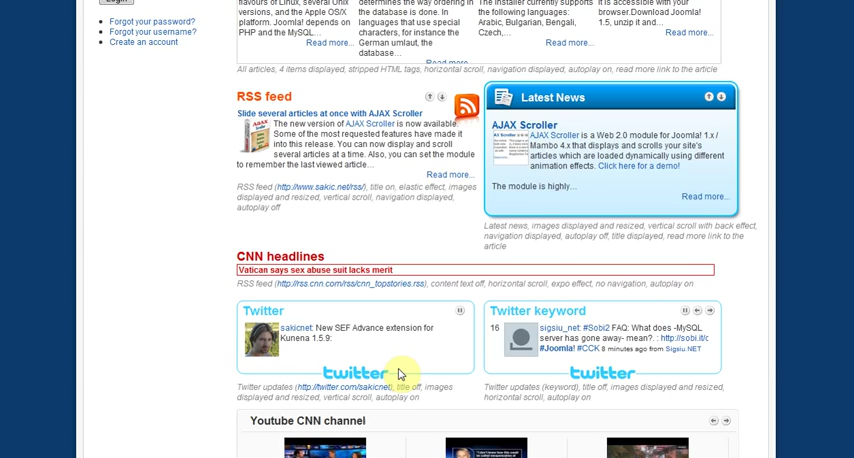 Login
Forgot your password?
Forgot your username?
Create an account
flavors of Linux, several Unix
versions, and the Apple OS/X
platform. Joomla! depends on
PHP and the MySQL...
Read more...
determines the way ordering in
the database is done. In
languages that use special
characters, for instance the
German umlaut, the
database...
Read more...
The installer currently supports
the following languages:
Arabic, Bulgarian, Bengali,
Czech,...
Read more...
it is accessible with your
browser.Download Joomla!
1.5, unzip it and...
Read more...
All articles, 4 items displayed, stripped HTML tags, horizontal scroll, navigation displayed, autoplay on, read more link to the article
RSS feed
Slide several articles at once with AJAX Scroller
The new version of AJAX Scroller is now available.
Some of the most requested features have made it
into this release. You can now display and scroll
several articles at a time. Also, you can set the module
to remember the last viewed article...
Read more...
RSS feed (http://www.sakic.net/rss/), title on, elastic effect, images
displayed and resized, vertical scroll, navigation displayed,
autoplay off
Latest News
AJAX Scroller
AJAX Scroller is a Web 2.0 module for Joomla! 1.x /
Mambo 4.x that displays and scrolls your site's
articles which are loaded dynamically using different
animation effects. Click here for a demo!
The module is highly...
Read more...
Latest news, images displayed and resized, vertical scroll with back effect,
navigation displayed, autoplay off, title displayed, read more link to the
article
CNN headlines
Vatican says sex abuse suit lacks merit
RSS feed (http://rss.cnn.com/rss/cnn_topstories.rss), content text off, horizontal scroll, expo effect, no navigation, autoplay on
Twitter
sakicnet: New SEF Advance extension for
Kunena 1.5.9:
twitter
Twitter updates (http://twitter.com/sakicnet), title off, images
displayed and resized, vertical scroll, autoplay on
Twitter keyword
16
sigsiu_net: #Sobi2 FAQ: What does -MySQL
server has gone away- mean?. : http://sobi.it/c
#Joomla! #CCK 8 minutes ago from Sigsiu.NET
twitter
Twitter updates (keyword), title off, images displayed and resized,
horizontal scroll, autoplay on
Youtube CNN channel